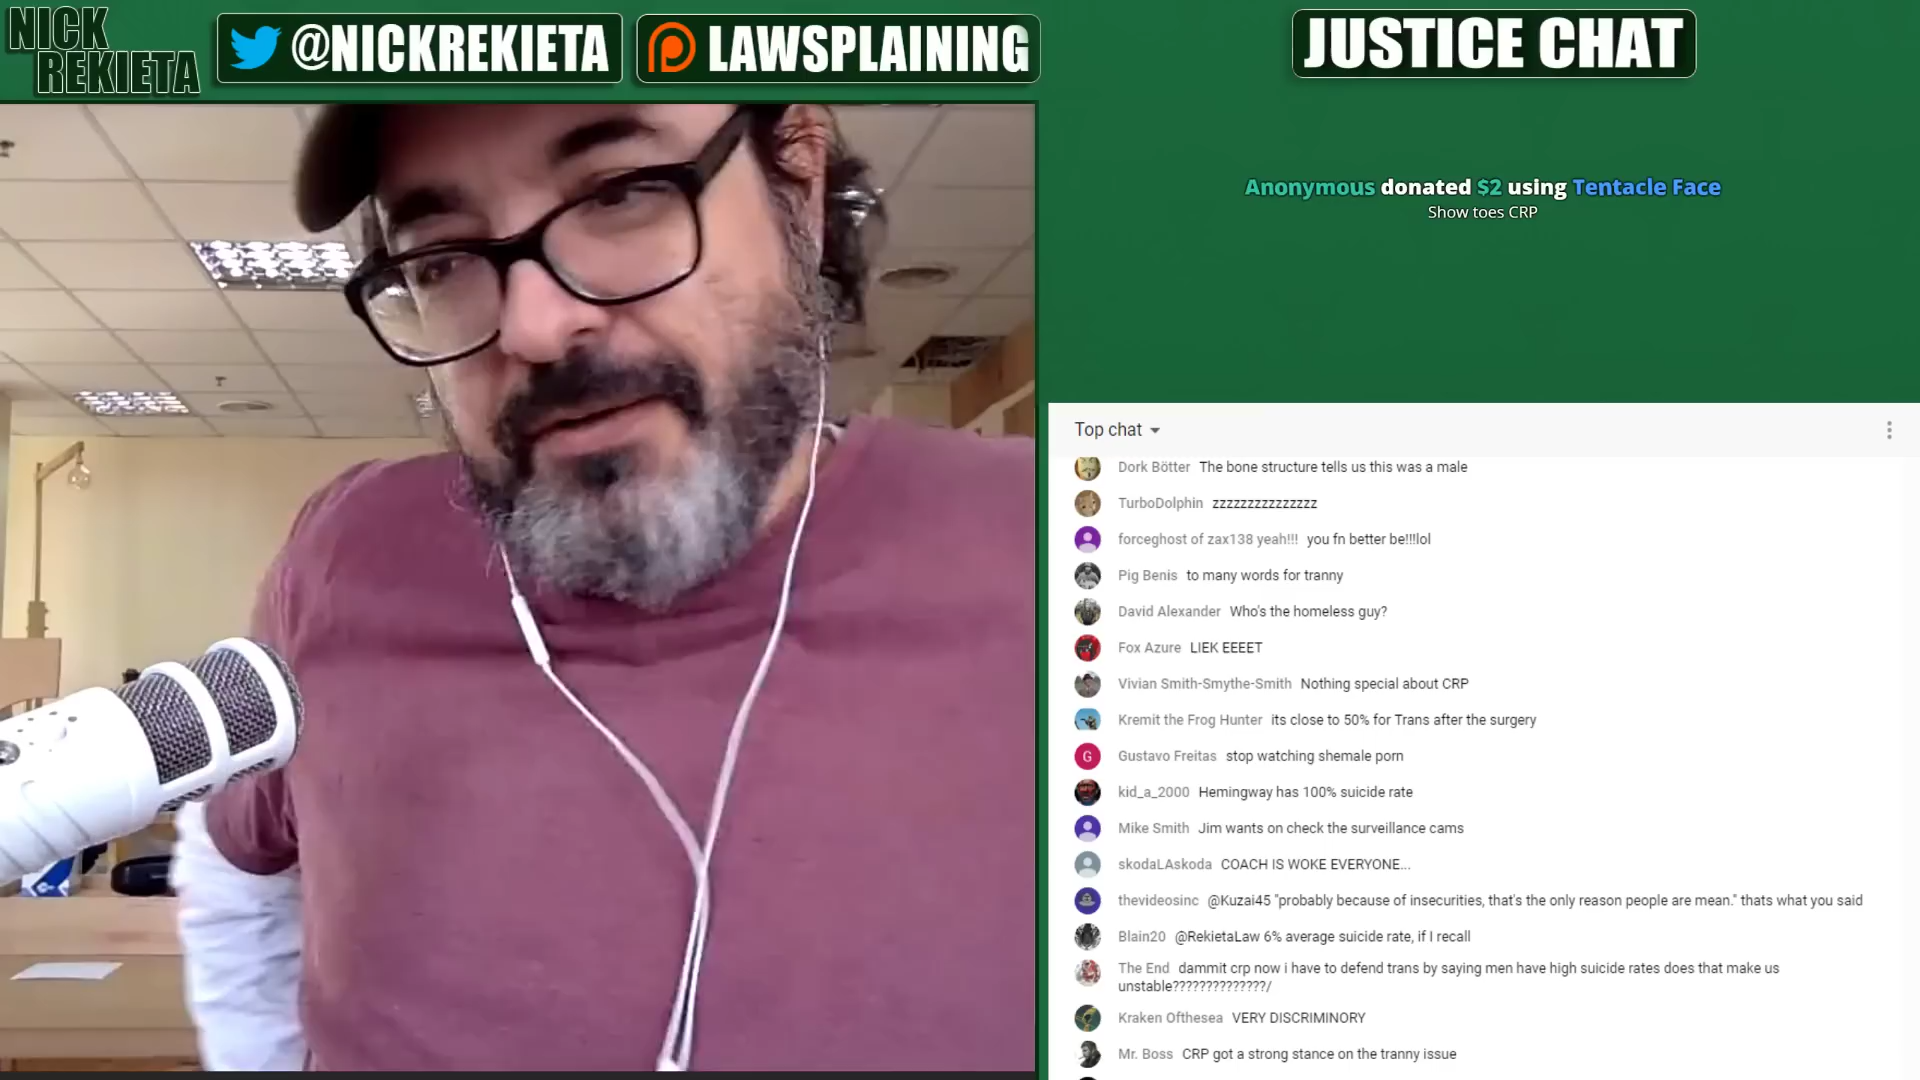 NICK
REKIETA
@NICKREKIETA
LAWSPLAINING
JUSTICE CHAT
Anonymous donated $2 using Tentacle Face
Show toes CRP
Top chat
Dork Bötter The bone structure tells us this was a male
TurboDolphin zzzzzzzzzzzzzzz
forceghost of zax138 yeah!!! you fn better be!!!lol
Pig Benis to many words for tranny
David Alexander Who's the homeless guy?
Fox Azure LIEK EEEET
Vivian Smith-Smythe-Smith Nothing special about CRP
Kremit the Frog Hunter its close to 50% for Trans after the surgery
G Gustavo Freitas stop watching shemale porn
kid_a_2000 Hemingway has 100% suicide rate
Mike Smith Jim wants on check the surveillance cams
skodaLAskoda COACH IS WOKE EVERYONE...
thevideosinc @Kuzai45 "probably because of insecurities, that's the only reason people are mean." thats what you said
Blain20 @RekietaLaw 6% average suicide rate, if I recall
The End dammit crp now i have to defend trans by saying men have high suicide rates does that make us
unstable??????????????/
Kraken Ofthesea VERY DISCRIMINORY
Mr. Boss CRP got a strong stance on the tranny issue